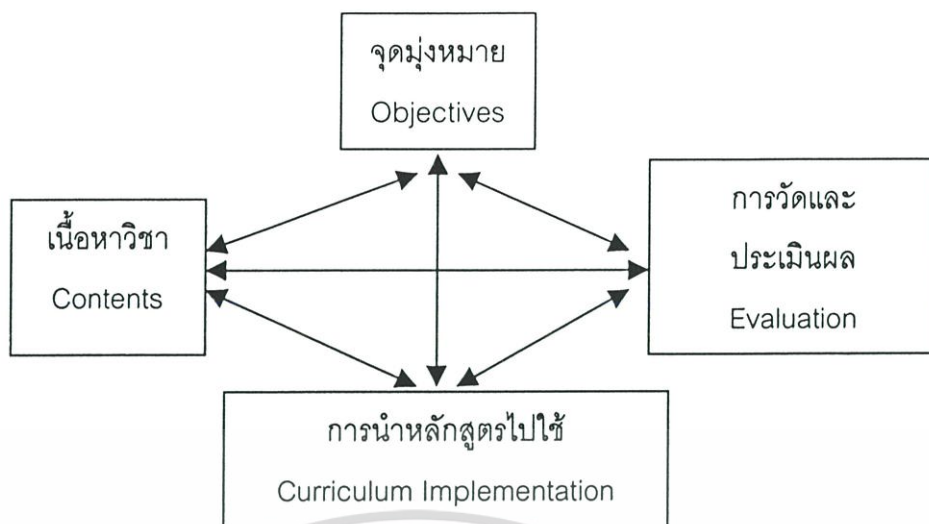 จุดมุ่งหมาย
Objectives
เนื้อหาวิชา
Contents
การวัดและ
ประเมินผล
Evaluation
การนำหลักสูตรไปใช้
Curriculum Implementation